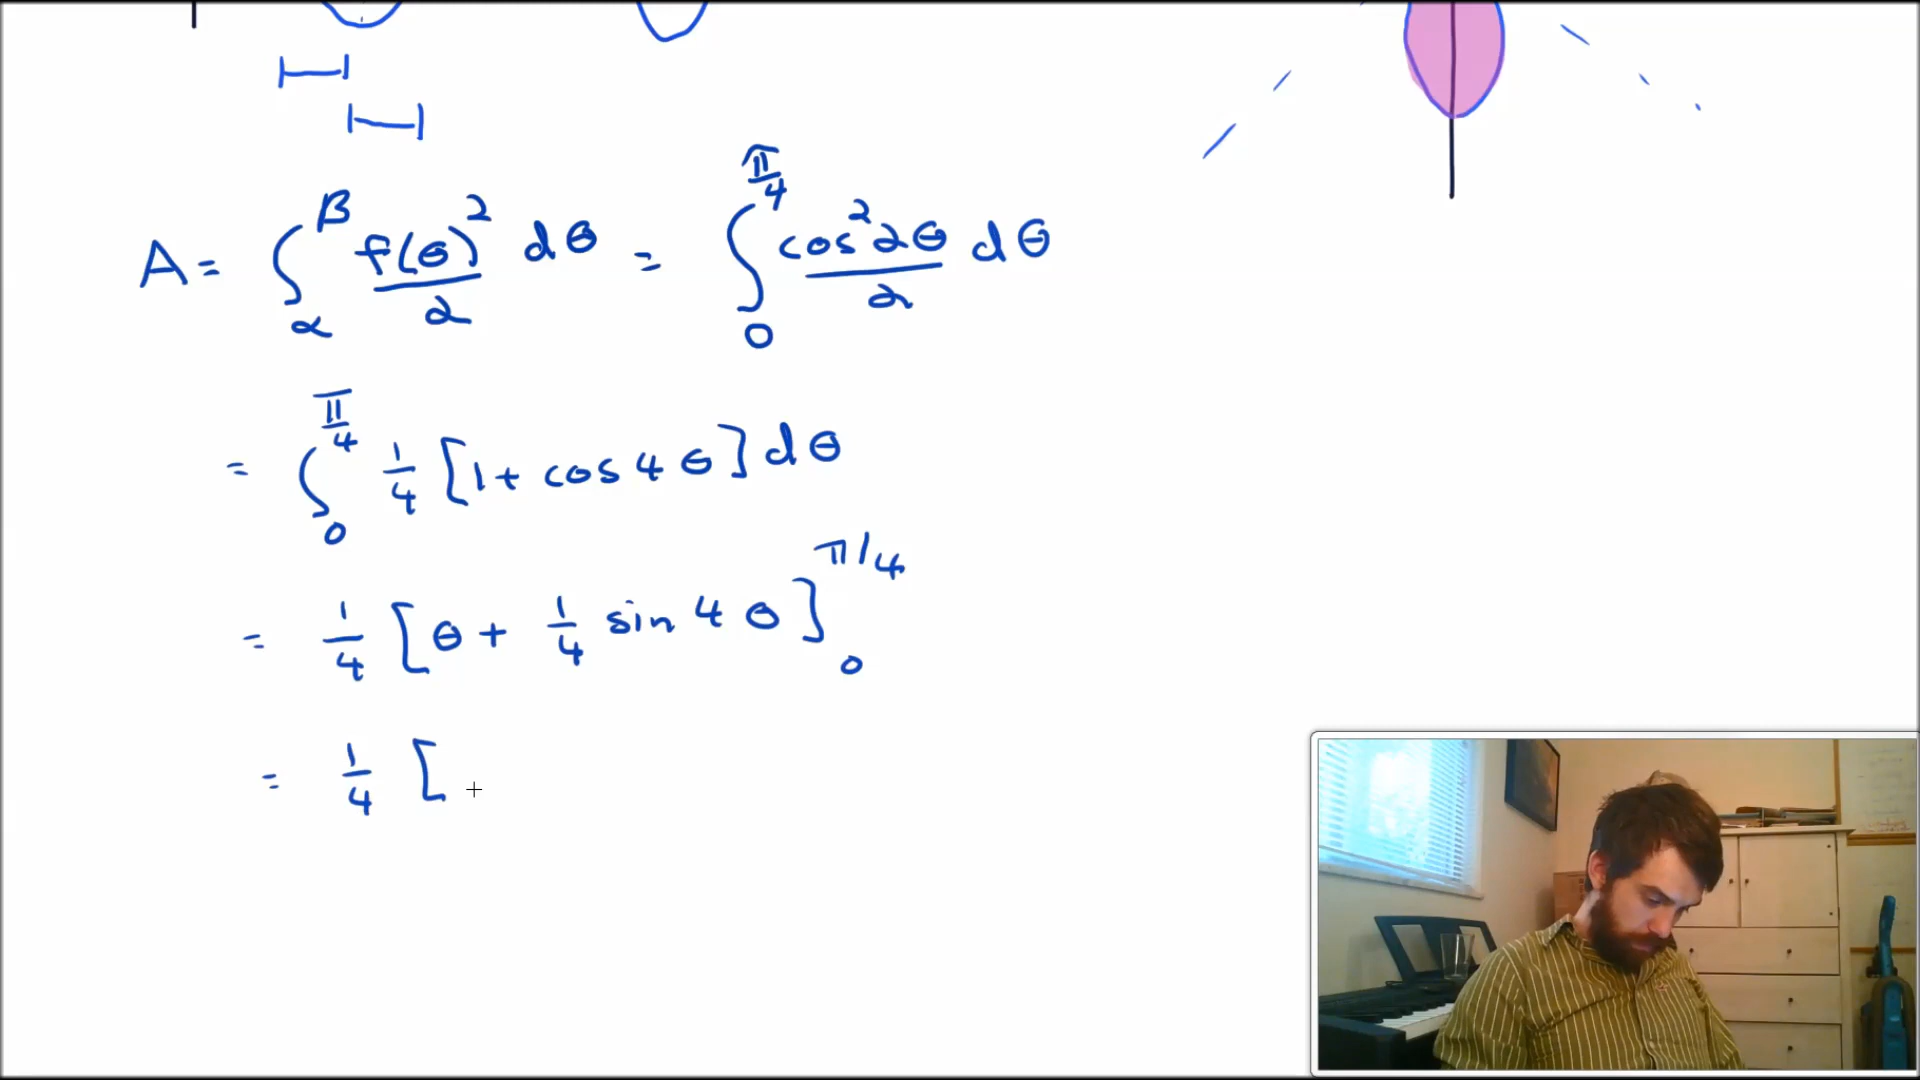 A = ∫_α^β f(θ)²/2 dθ = ∫_0^{π/4} cos²2θ/2 dθ
= ∫_0^{π/4} 1/4 [1 + cos 4θ] dθ
= 1/4 [θ + 1/4 sin 4θ]_0^{π/4}
= 1/4 [